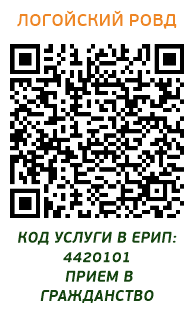 ЛОГОЙСКИЙ РОВД
КОД УСЛУГИ В ЕРИП:
4420101
ПРИЕМ В
ГРАЖДАНСТВО